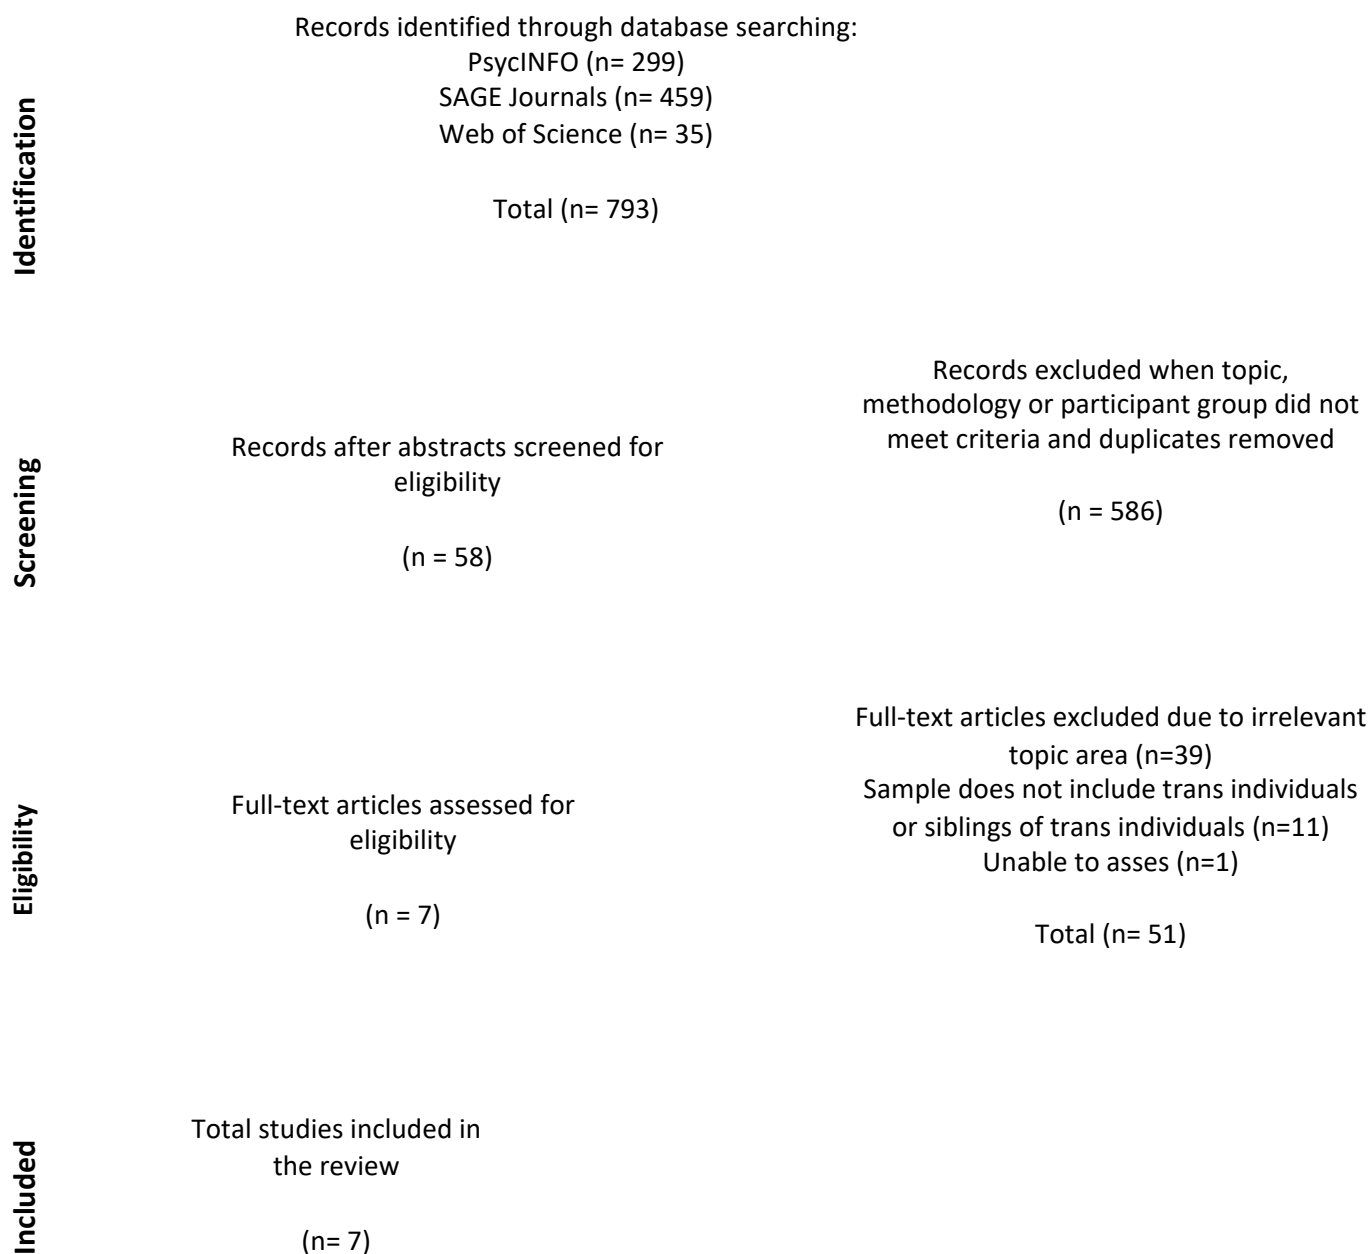 Identification
Records identified through database searching:
PsycINFO (n= 299)
SAGE Journals (n= 459)
Web of Science (n= 35)
Total (n= 793)
Screening
Records after abstracts screened for
eligibility
(n = 58)
Records excluded when topic,
methodology or participant group did not
meet criteria and duplicates removed
(n = 586)
Eligibility
Full-text articles assessed for
eligibility
(n = 7)
Full-text articles excluded due to irrelevant
topic area (n=39)
Sample does not include trans individuals
or siblings of trans individuals (n=11)
Unable to asses (n=1)
Total (n= 51)
Included
Total studies included in
the review
(n= 7)